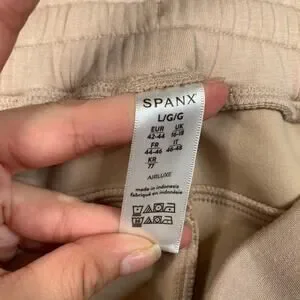 SPANX
L/G/G
EUR UK
42-44 16-18
FR IT
44-46 46-48
KR
77
AIRLUXE
made in indonesia
fabriqué en indonésie